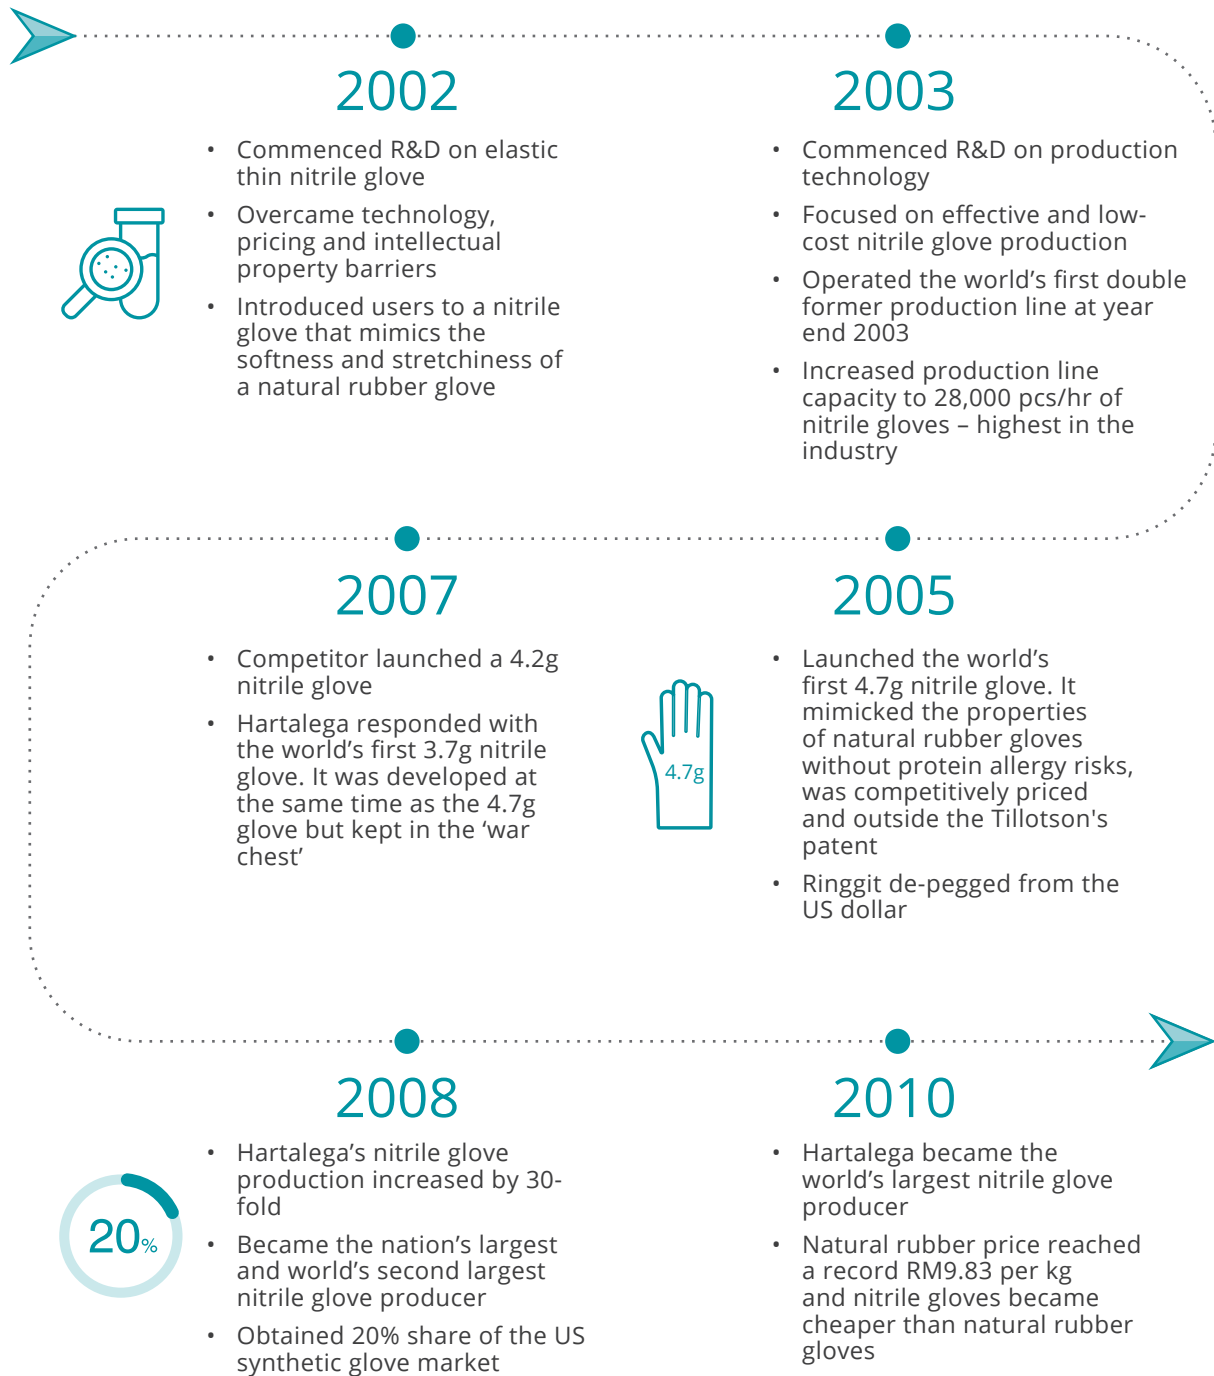 2002
• Commenced R&D on elastic
thin nitrile glove
• Overcame technology,
pricing and intellectual
property barriers
• Introduced users to a nitrile
glove that mimics the
softness and stretchiness of
a natural rubber glove
2003
• Commenced R&D on production
technology
• Focused on effective and low-
cost nitrile glove production
• Operated the world’s first double
former production line at year
end 2003
• Increased production line
capacity to 28,000 pcs/hr of
nitrile gloves – highest in the
industry
2005
• Launched the world’s
first 4.7g nitrile glove. It
mimicked the properties
of natural rubber gloves
without protein allergy risks,
was competitively priced
and outside the Tillotson's
patent
• Ringgit de-pegged from the
US dollar
4.7g
2007
• Competitor launched a 4.2g
nitrile glove
• Hartalega responded with
the world’s first 3.7g nitrile
glove. It was developed at
the same time as the 4.7g
glove but kept in the ‘war
chest’
2008
• Hartalega’s nitrile glove
production increased by 30-
fold
• Became the nation’s largest
and world’s second largest
nitrile glove producer
• Obtained 20% share of the US
synthetic glove market
20%
2010
• Hartalega became the
world’s largest nitrile glove
producer
• Natural rubber price reached
a record RM9.83 per kg
and nitrile gloves became
cheaper than natural rubber
gloves